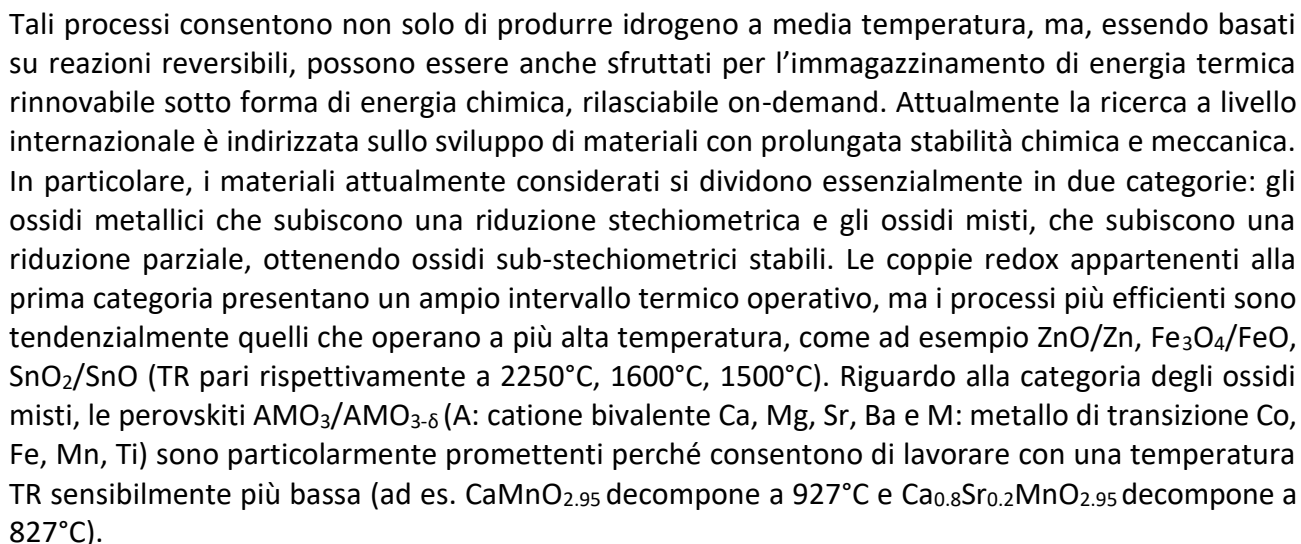 Tali processi consentono non solo di produrre idrogeno a media temperatura, ma, essendo basati
su reazioni reversibili, possono essere anche sfruttati per l’immagazzinamento di energia termica
rinnovabile sotto forma di energia chimica, rilasciabile on-demand. Attualmente la ricerca a livello
internazionale è indirizzata sullo sviluppo di materiali con prolungata stabilità chimica e meccanica.
In particolare, i materiali attualmente considerati si dividono essenzialmente in due categorie: gli
ossidi metallici che subiscono una riduzione stechiometrica e gli ossidi misti, che subiscono una
riduzione parziale, ottenendo ossidi sub-stechiometrici stabili. Le coppie redox appartenenti alla
prima categoria presentano un ampio intervallo termico operativo, ma i processi più efficienti sono
tendenzialmente quelli che operano a più alta temperatura, come ad esempio ZnO/Zn, Fe₃O₄/FeO,
SnO₂/SnO (TR pari rispettivamente a 2250°C, 1600°C, 1500°C). Riguardo alla categoria degli ossidi
misti, le perovskiti AMO₃/AMO₃₋δ (A: catione bivalente Ca, Mg, Sr, Ba e M: metallo di transizione Co,
Fe, Mn, Ti) sono particolarmente promettenti perché consentono di lavorare con una temperatura
TR sensibilmente più bassa (ad es. CaMnO₂.₉₅ decompone a 927°C e Ca₀.₈Sr₀.₂MnO₂.₉₅ decompone a
827°C).